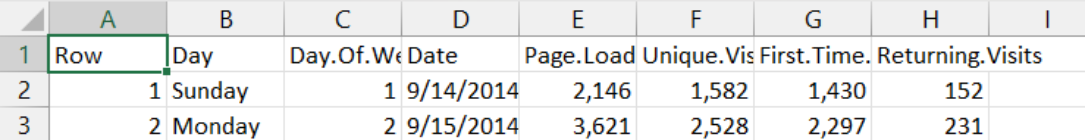 A B C D E F G H I
1 Row Day Day.Of.We Date Page.Load Unique.Vis First.Time. Returning.Visits
2 1 Sunday 1 9/14/2014 2,146 1,582 1,430 152
3 2 Monday 2 9/15/2014 3,621 2,528 2,297 231